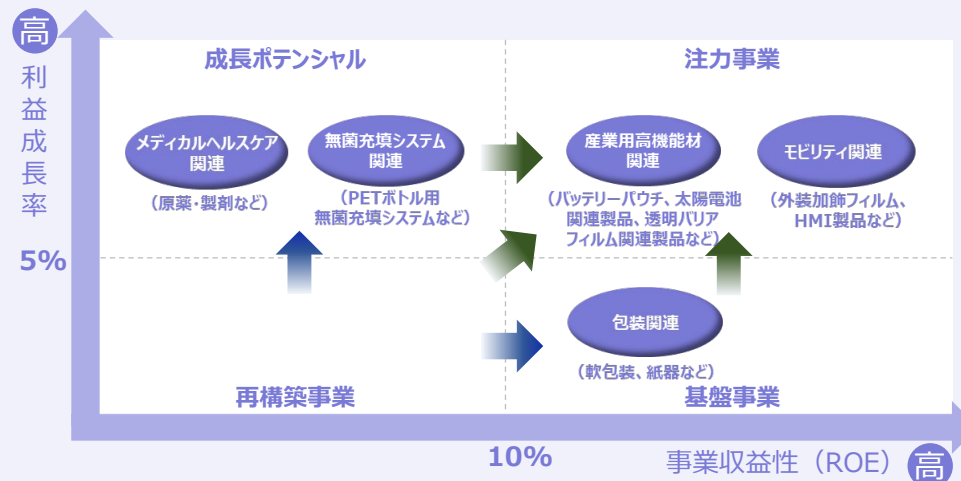 高
利益成長率
5%
成長ポテンシャル
メディカルヘルスケア
関連
（原薬・製剤など）
無菌充填システム
関連
（PETボトル用
無菌充填システムなど）
注力事業
産業用高機能材
関連
（バッテリーパウチ、太陽電池
関連製品、透明バリア
フィルム関連製品など）
モビリティ関連
（外装加飾フィルム、
HMI製品など）
再構築事業
包装関連
（軟包装、紙器など）
基盤事業
10%
事業収益性（ROE）
高